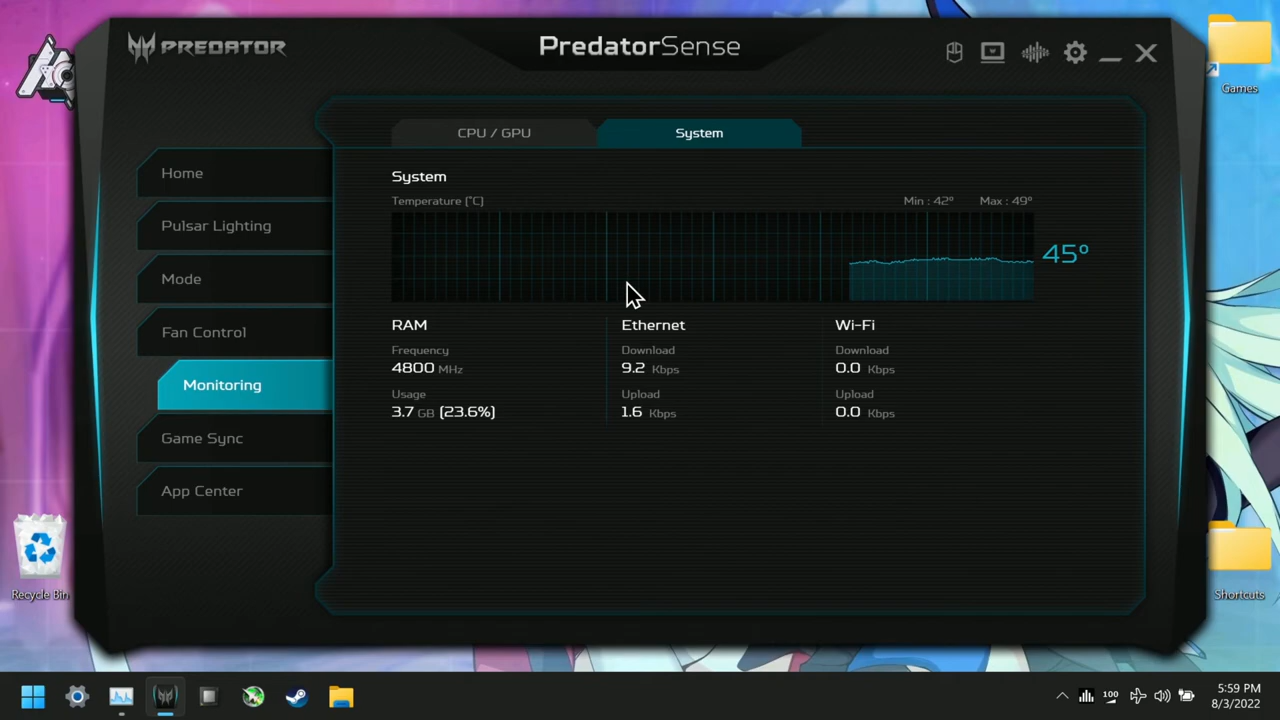 PREDATOR
PredatorSense
Games
CPU / GPU
System
Home
Pulsar Lighting
Mode
Fan Control
Monitoring
Game Sync
App Center
System
Temperature (°C)
Min : 42° Max : 49°
45°
RAM
Frequency
4800 MHz
Usage
3.7 GB (23.6%)
Ethernet
Download
9.2 Kbps
Upload
1.6 Kbps
Wi-Fi
Download
0.0 Kbps
Upload
0.0 Kbps
Recycle Bin
Shortcuts
100
5:59 PM
8/3/2022